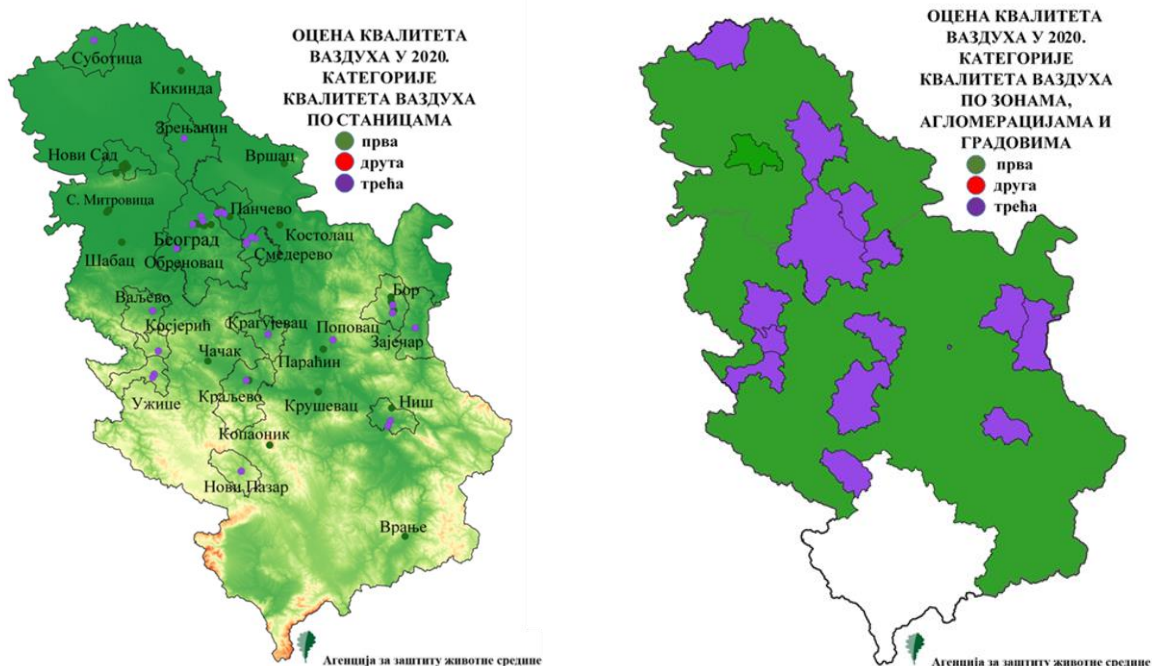 ОЦЕНА КВАЛИТЕТА
ВАЗДУХА У 2020.
КАТЕГОРИЈЕ
КВАЛИТЕТА ВАЗДУХА
ПО СТАНИЦАМА
прва
друта
трећа
Суботица
Кикинда
Зрењанин
Нови Сад
Вршац
С. Митровица
Панчево
Београд
Костолац
Шабац
Обреновац
Смедерево
Ваљево
Бор
Косјерић
Крагујевац
Поповац
Зајечар
Чачак
Параћин
Ужице
Краљево
Крушевац
Ниш
Копаоник
Нови Пазар
Врање
Агенција за заштиту животне средине
ОЦЕНА КВАЛИТЕТА
ВАЗДУХА У 2020.
КАТЕГОРИЈЕ
КВАЛИТЕТА ВАЗДУХА
ПО ЗОНАМА,
АГЛОМЕРАЦИЈАМА И
ГРАДОВИМА
прва
друга
трећа
Агенција за заштиту животне средине